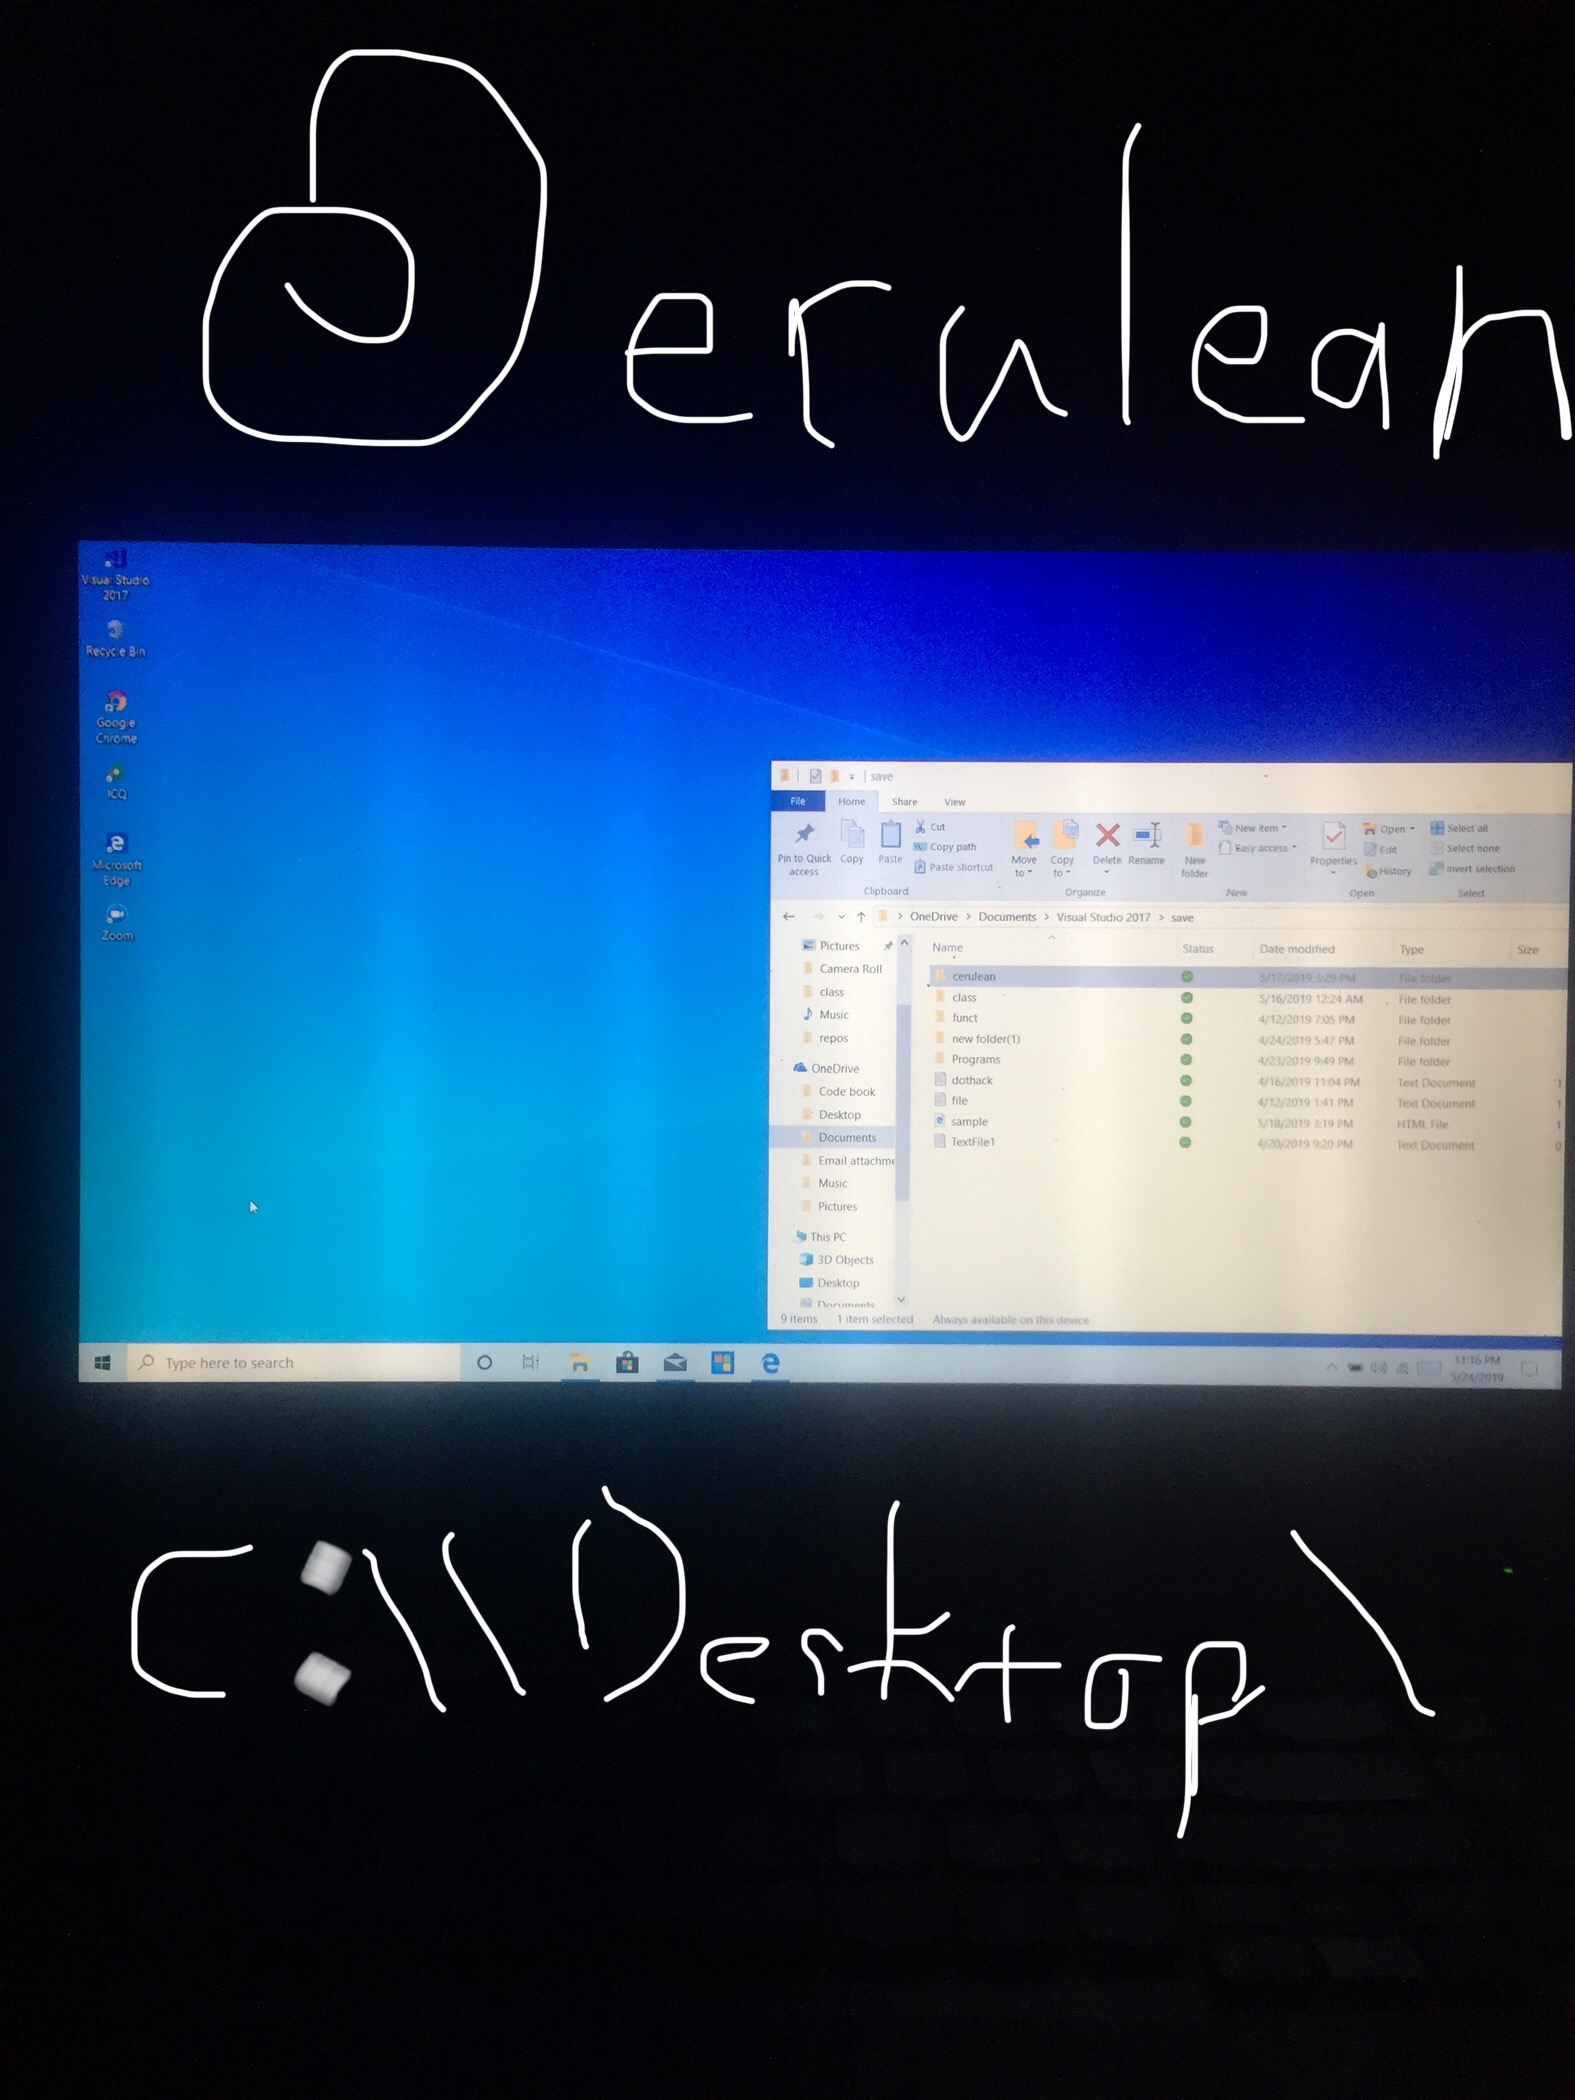 Cerulean
Visual Studio
2017
Recycle Bin
Google
Chrome
ICQ
Microsoft
Edge
Zoom
save
File Home Share View
Pin to Quick
access
Copy
Paste
Cut
Copy path
Paste shortcut
Move
to
Copy
to
Delete
Rename
New
folder
New item
Easy access
Properties
Open
Edit
History
Select all
Select none
Invert selection
Clipboard Organize New Open Select
> OneDrive > Documents > Visual Studio 2017 > save
Pictures
Camera Roll
class
Music
repos
OneDrive
Code book
Desktop
Documents
Email attachme
Music
Pictures
This PC
3D Objects
Desktop
Documents
Name Status Date modified Type Size
cerulean 5/17/2019 3:29 PM File folder
class 5/16/2019 12:24 AM File folder
funct 4/12/2019 7:05 PM File folder
new folder(1) 4/24/2019 5:47 PM File folder
Programs 4/23/2019 9:49 PM File folder
dothack 4/16/2019 11:04 PM Text Document 1
file 4/12/2019 1:41 PM Text Document 1
sample 5/18/2019 3:19 PM HTML File 1
TextFile1 4/20/2019 9:20 PM Text Document 0
9 items 1 item selected Always available on this device
Type here to search
11:16 PM
5/24/2019
C:\\Desktop\